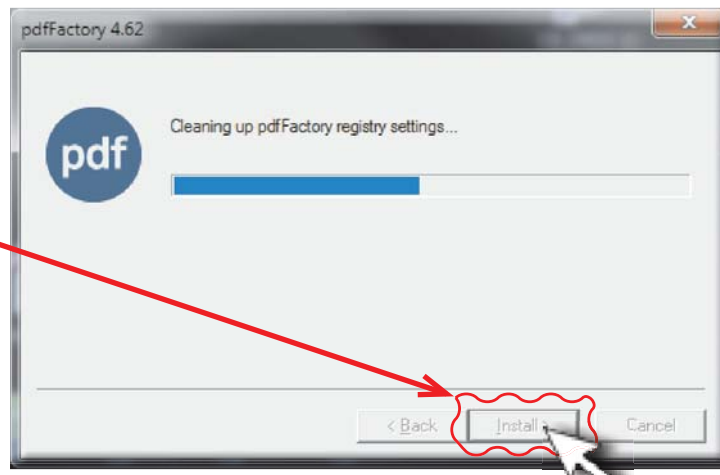 pdfFactory 4.62
pdf
Cleaning up pdfFactory registry settings...
< Back
Install >
Cancel